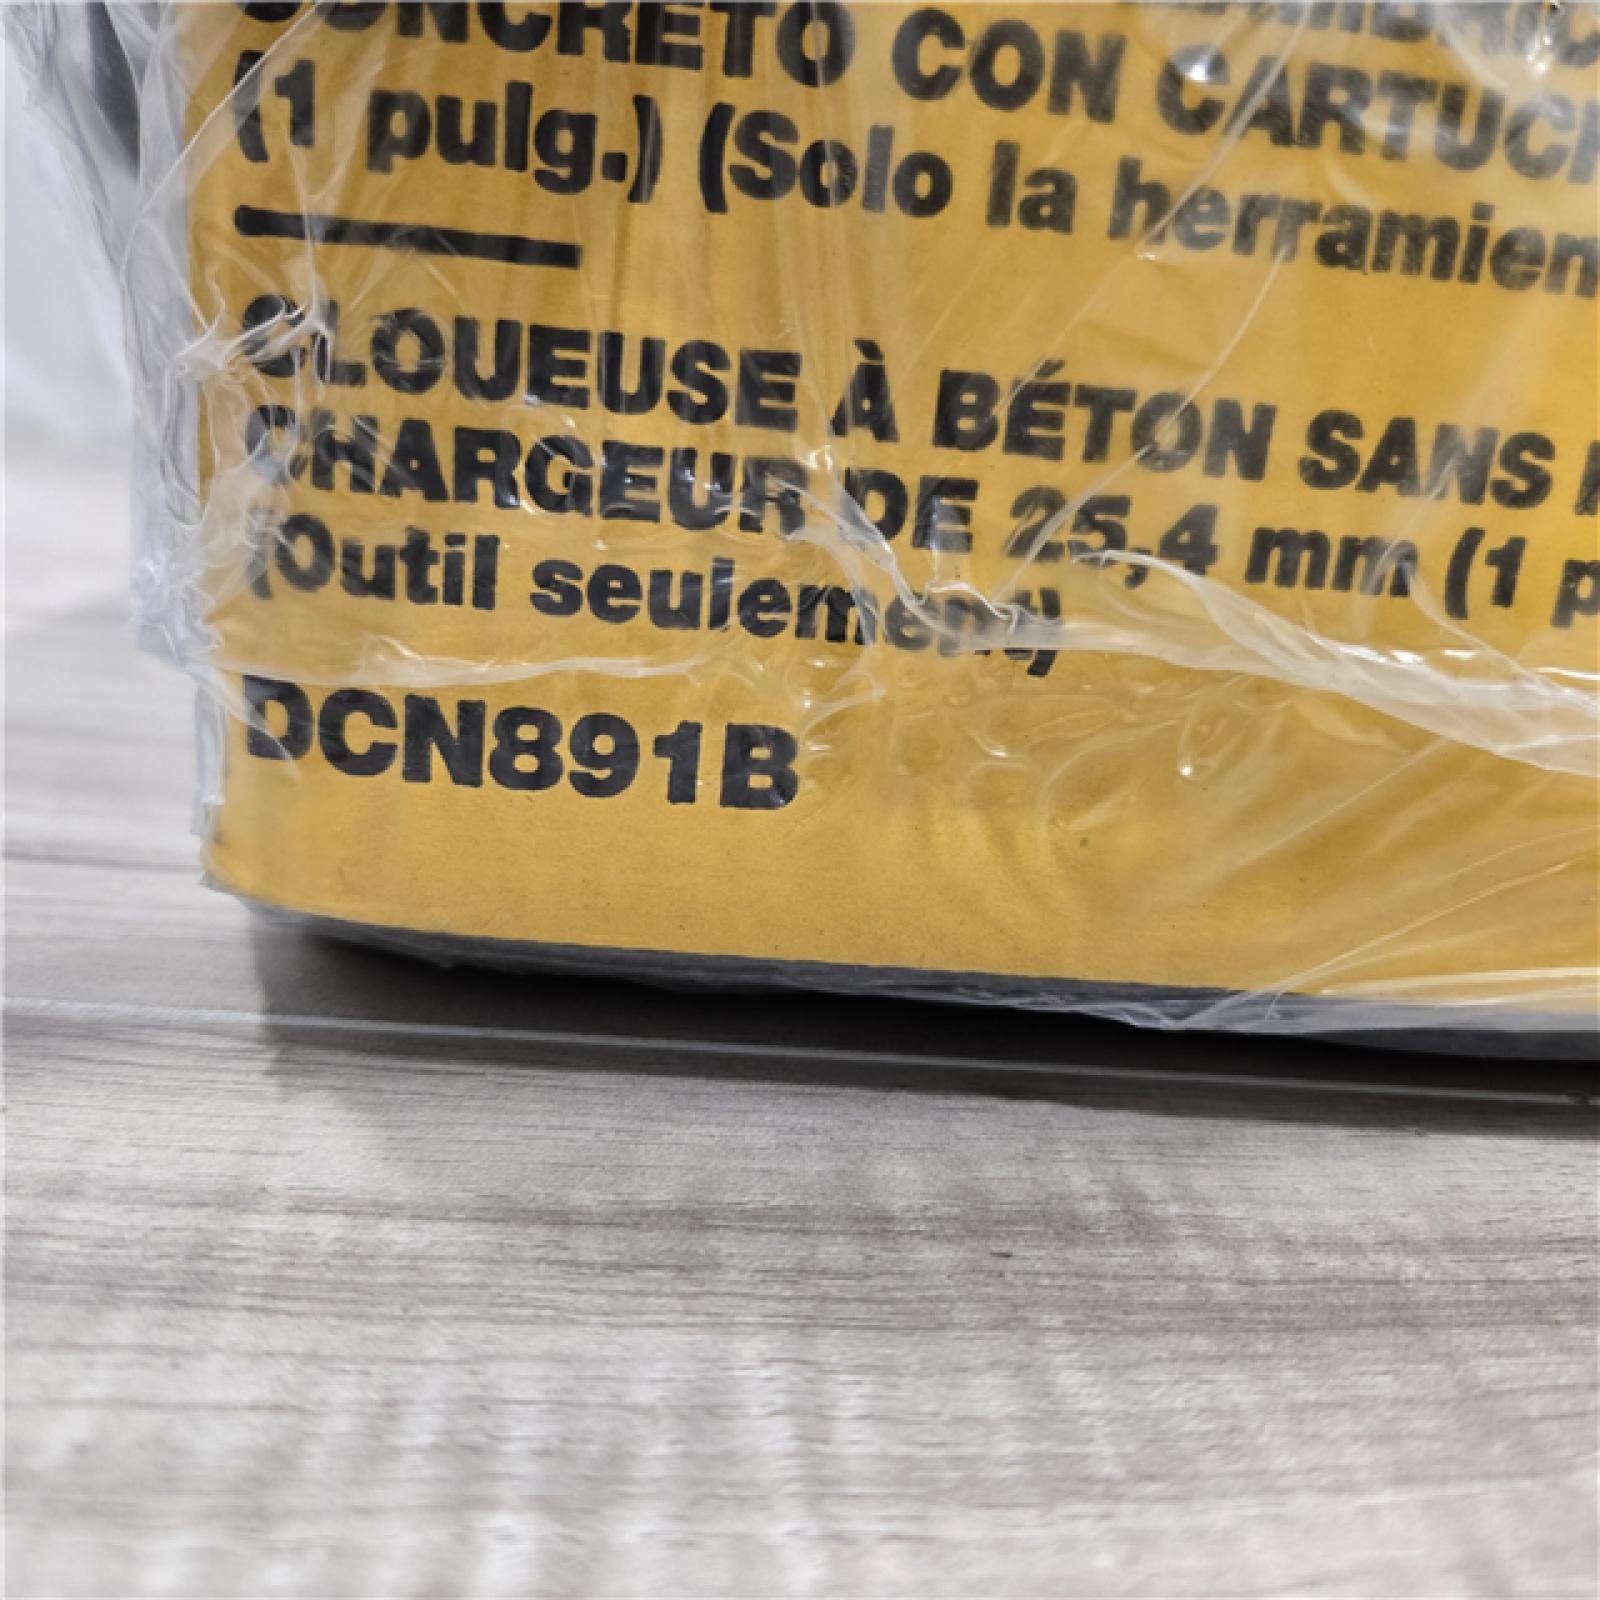 CONCRETO CON CARTUCH
(1 pulg.) (Solo la herramien
CLOUEUSE À BÉTON SANS
CHARGEUR DE 25,4 mm (1 p
(Outil seulement)
DCN891B